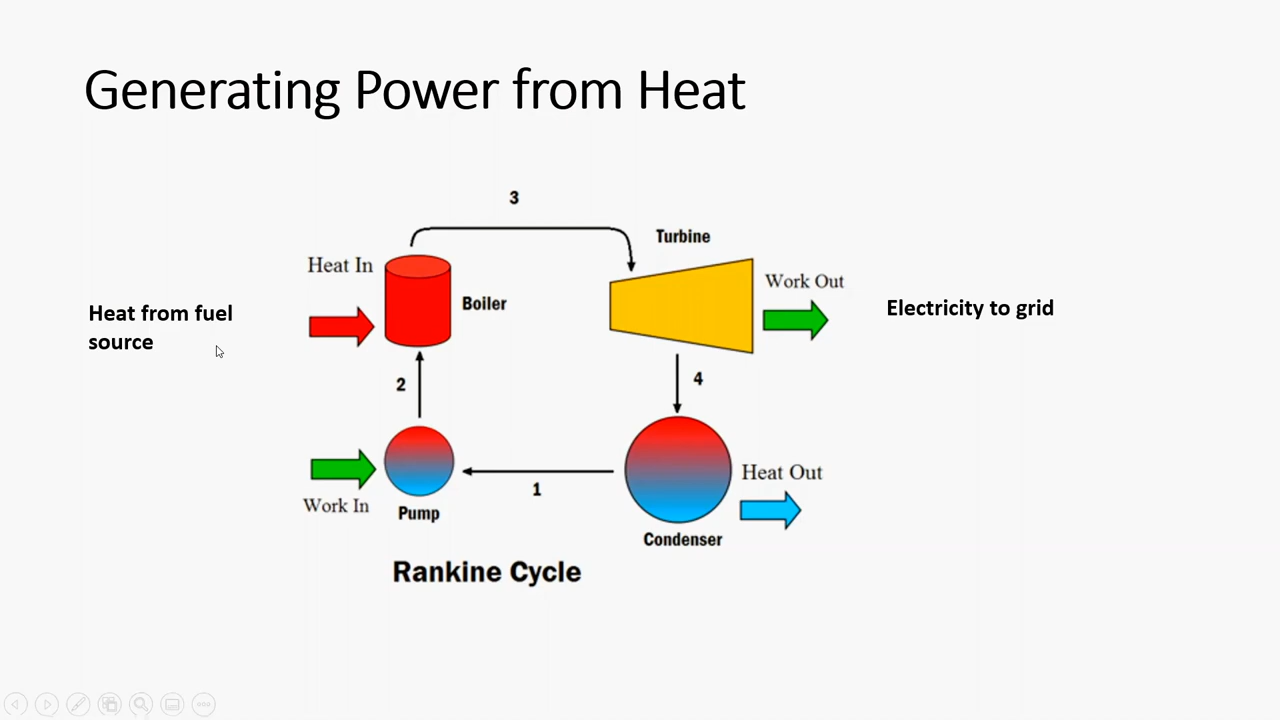 Generating Power from Heat
3
Turbine
Heat In
Work Out
Boiler
Heat from fuel
source
Electricity to grid
2
4
Heat Out
1
Work In
Pump
Condenser
Rankine Cycle